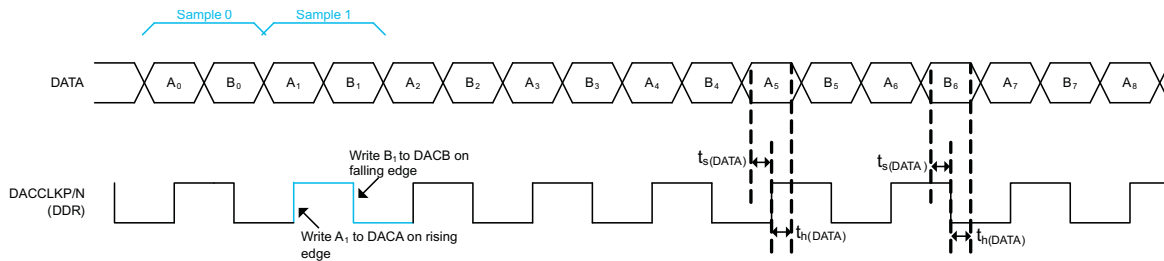 Sample 0 Sample 1
DATA A0 B0 A1 B1 A2 B2 A3 B3 A4 B4 A5 B5 A6 B6 A7 B7 A8
ts(DATA) ts(DATA)
Write B1 to DACB on
falling edge
DACCLKP/N
(DDR)
Write A1 to DACA on rising
edge
th(DATA) th(DATA)